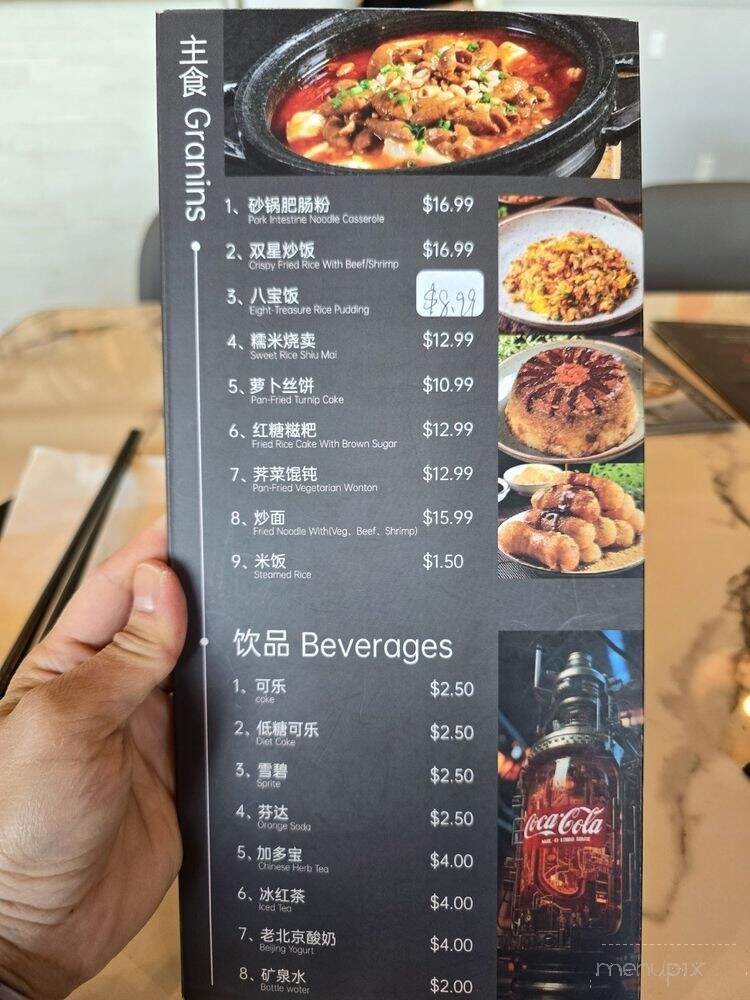 主食 Granins
1、砂锅肥肠粉 $16.99
Pork Intestine Noodle Casserole
2、双星炒饭 $16.99
Crispy Fried Rice With Beef/Shrimp
3、八宝饭 $8.99
Eight-Treasure Rice Pudding
4、糯米烧卖 $12.99
Sweet Rice Shiu Mai
5、萝卜丝饼 $10.99
Pan-Fried Turnip Cake
6、红糖糍粑 $12.99
Fried Rice Cake With Brown Sugar
7、荠菜馄钝 $12.99
Pan-Fried Vegetarian Wonton
8、炒面 $15.99
Fried Noodle With(Veg、Beef、Shrimp)
9、米饭 $1.50
Steamed Rice
饮品 Beverages
1、可乐 $2.50
coke
2、低糖可乐 $2.50
Diet Coke
3、雪碧 $2.50
Sprite
4、芬达 $2.50
Orange Soda
5、加多宝 $4.00
Chinese Herb Tea
6、冰红茶 $4.00
Iced Tea
7、老北京酸奶 $4.00
Beijing Yogurt
8、矿泉水 $2.00
Bottle water
Coca-Cola
menupix